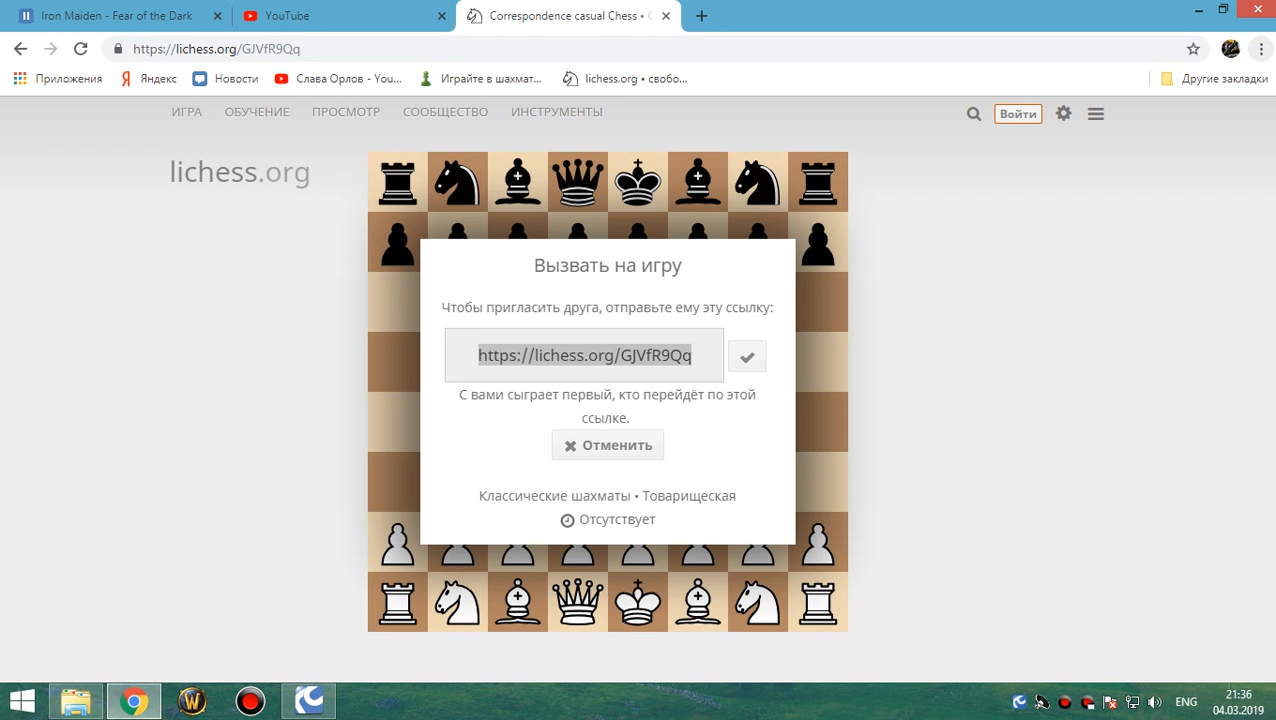 Iron Maiden - Fear of the Dark
YouTube
Correspondence casual Chess •
https://lichess.org/GJVfR9Qq
Приложения
Яндекс
Новости
Слава Орлов - You...
Играйте в шахмат...
lichess.org • свобо...
Другие закладки
ИГРА
ОБУЧЕНИЕ
ПРОСМОТР
СООБЩЕСТВО
ИНСТРУМЕНТЫ
Войти
lichess.org
Вызвать на игру
Чтобы пригласить друга, отправьте ему эту ссылку:
https://lichess.org/GJVfR9Qq
С вами сыграет первый, кто перейдёт по этой
ссылке.
Отменить
Классические шахматы • Товарищеская
Отсутствует
ENG
21:36
04.03.2019